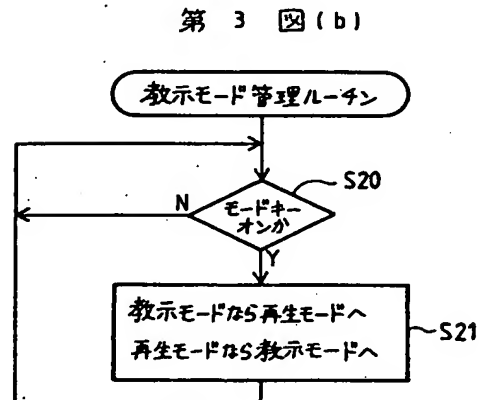 第 3 図(b)
教示モード管理ルーチン
S20
N
モードキー
オンか
Y
教示モードなら再生モードへ
再生モードなら教示モードへ
S21